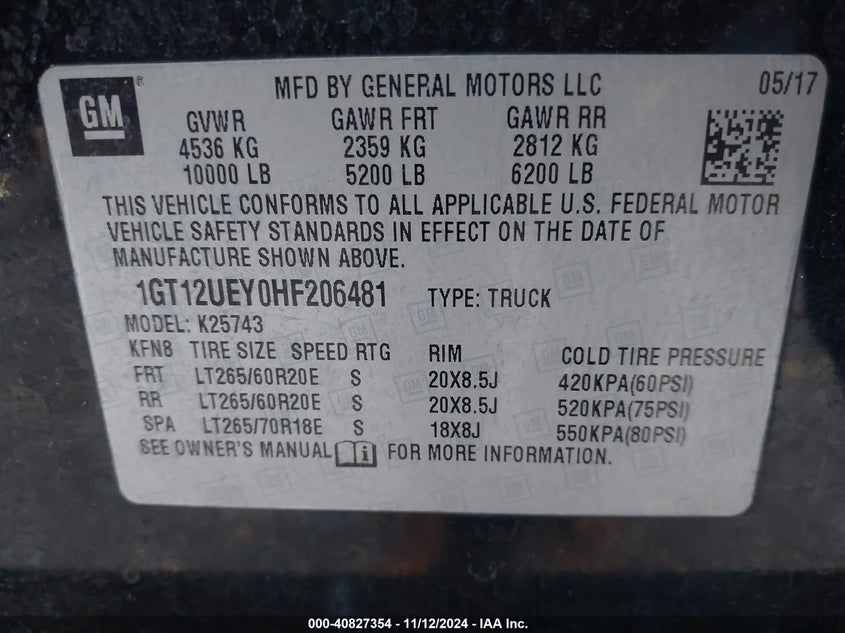 GM
MFD BY GENERAL MOTORS LLC 05/17
GVWR GAWR FRT GAWR RR
4536 KG 2359 KG 2812 KG
10000 LB 5200 LB 6200 LB
THIS VEHICLE CONFORMS TO ALL APPLICABLE U.S. FEDERAL MOTOR
VEHICLE SAFETY STANDARDS IN EFFECT ON THE DATE OF
MANUFACTURE SHOWN ABOVE.
1GT12UEY0HF206481 TYPE: TRUCK
MODEL: K25743
KFN8 TIRE SIZE SPEED RTG RIM COLD TIRE PRESSURE
FRT LT265/60R20E S 20X8.5J 420KPA(60PSI)
RR LT265/60R20E S 20X8.5J 520KPA(75PSI)
SPA LT265/70R18E S 18X8J 550KPA(80PSI)
SEE OWNER'S MANUAL i FOR MORE INFORMATION.
000-40827354 - 11/12/2024 - IAA Inc.